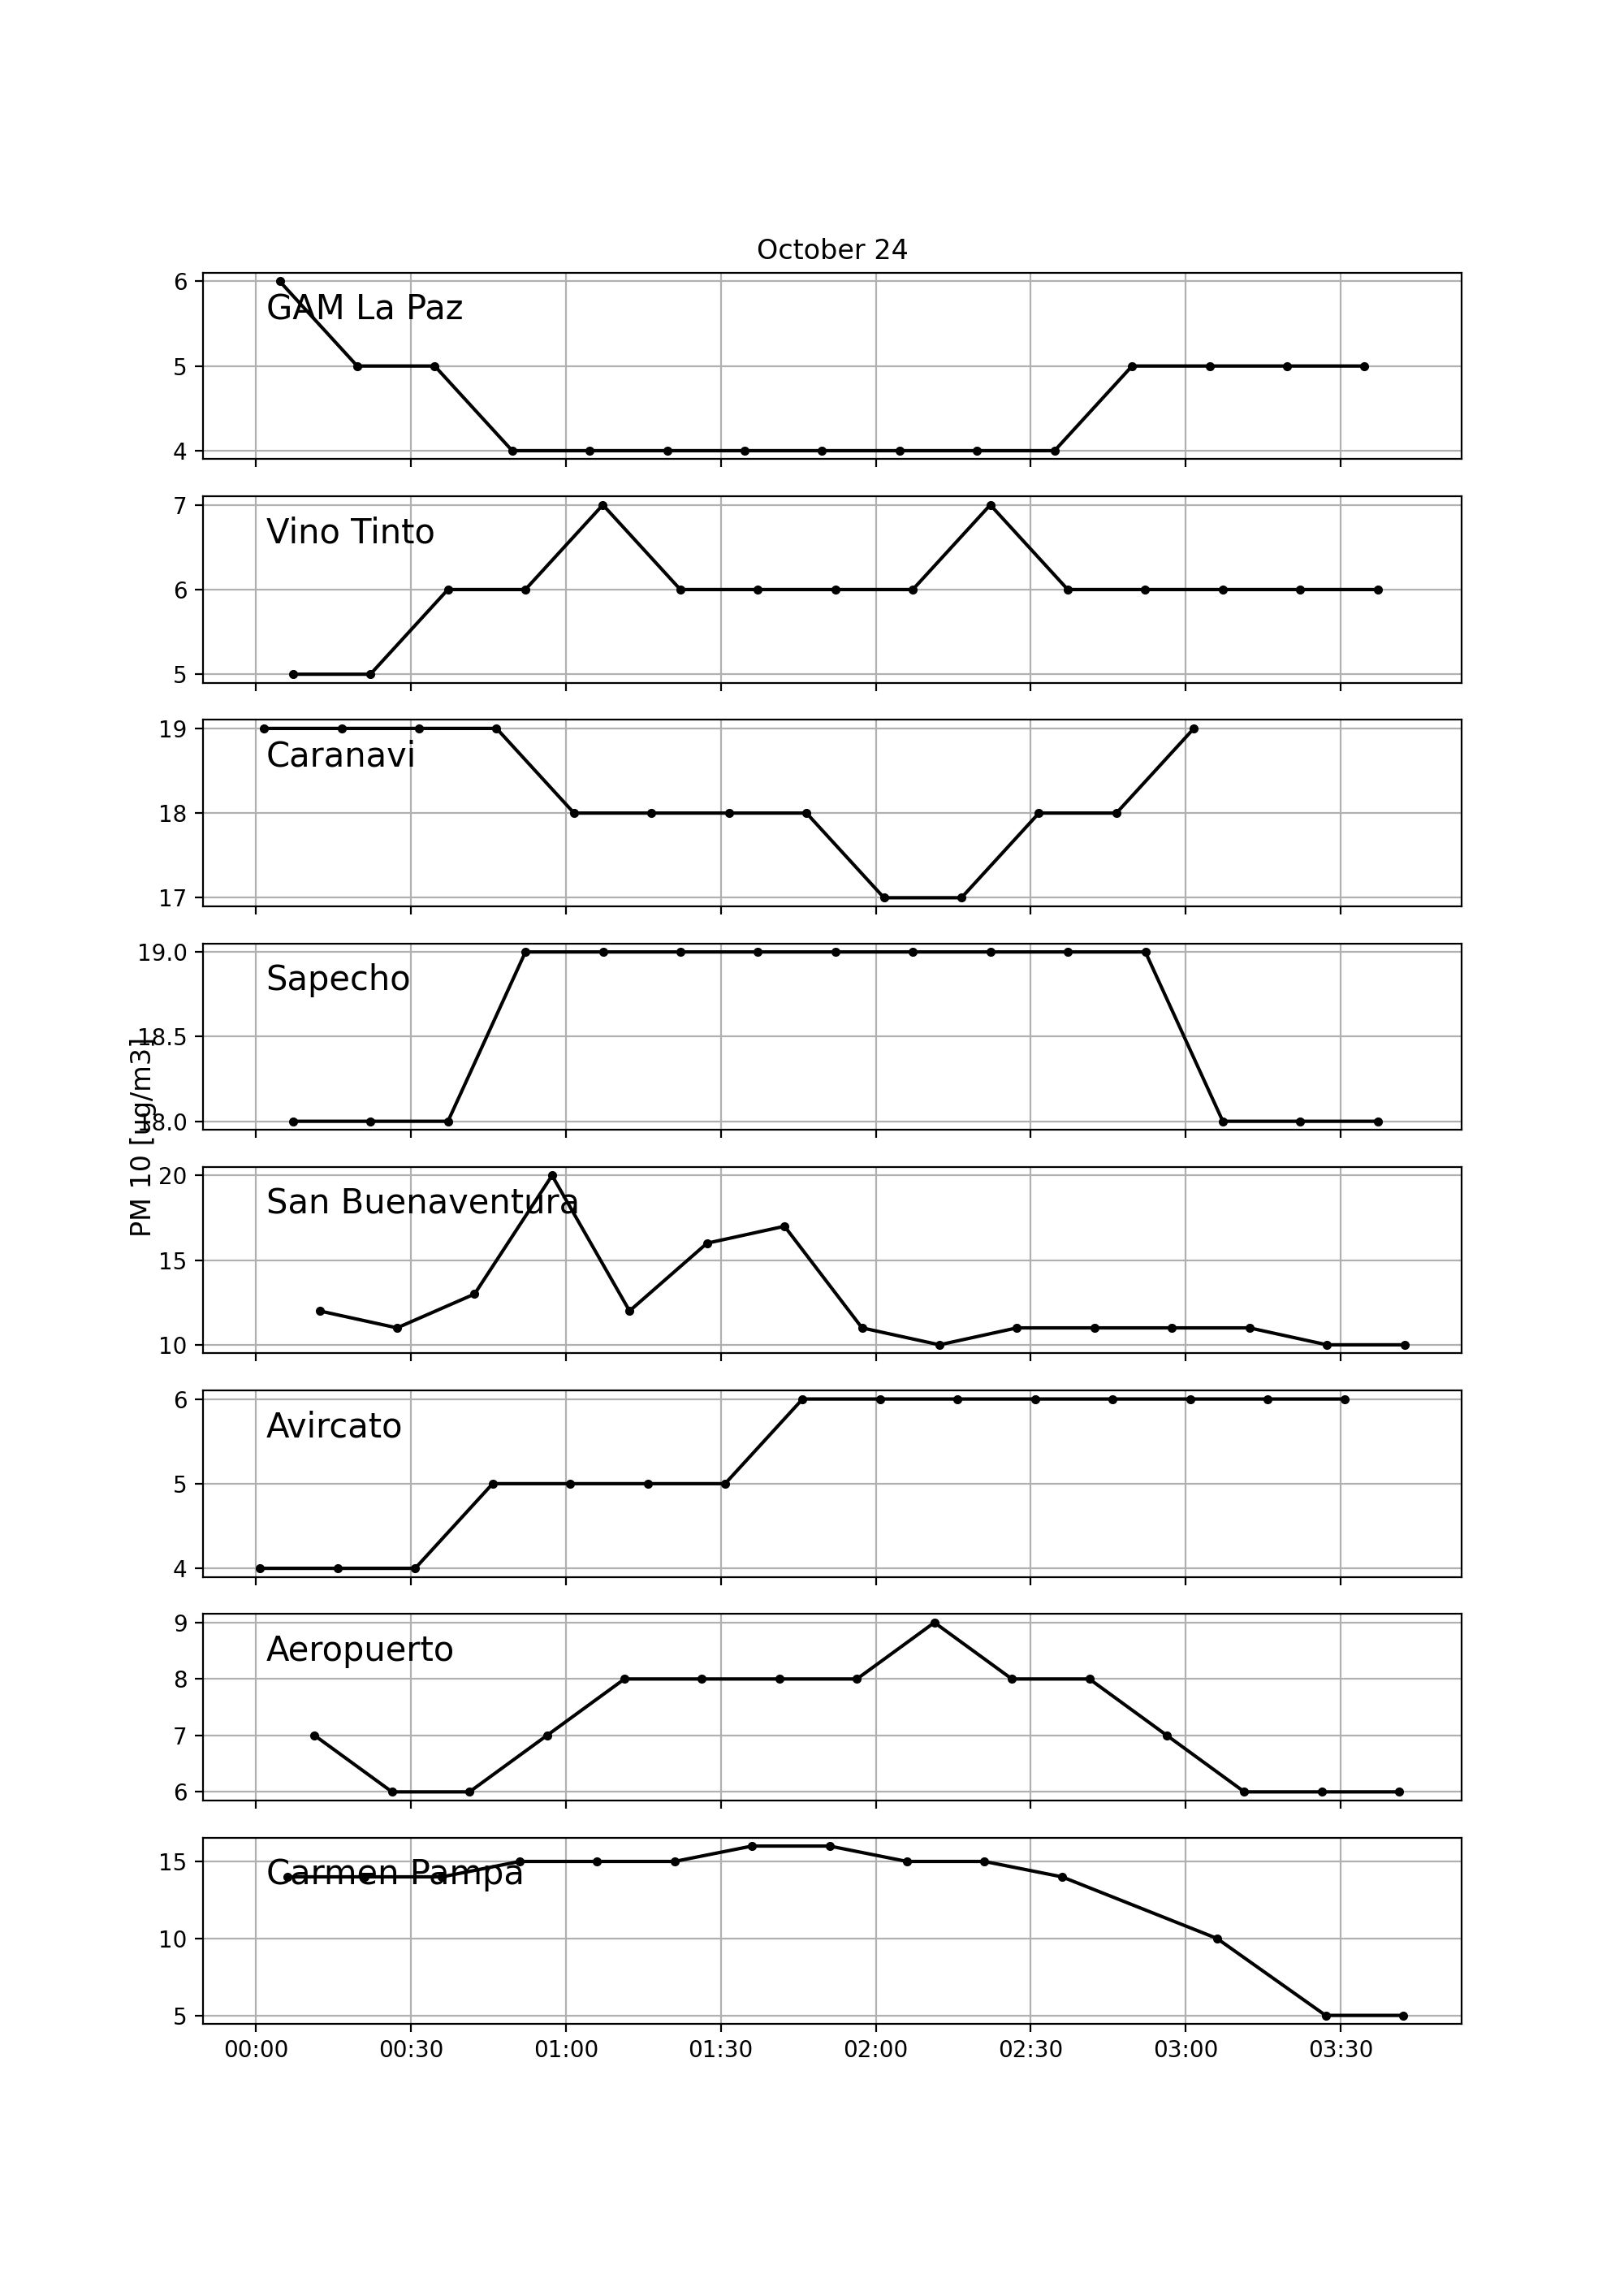 October 24
6
GAM La Paz
5
4
7
Vino Tinto
6
5
19
Caranavi
18
17
19.0
Sapecho
18.5
18.0
PM 10 [ug/m3]
20
San Buenaventura
15
10
6
Avircato
5
4
9
Aeropuerto
8
7
6
15
Carmen Pampa
10
5
00:00 00:30 01:00 01:30 02:00 02:30 03:00 03:30